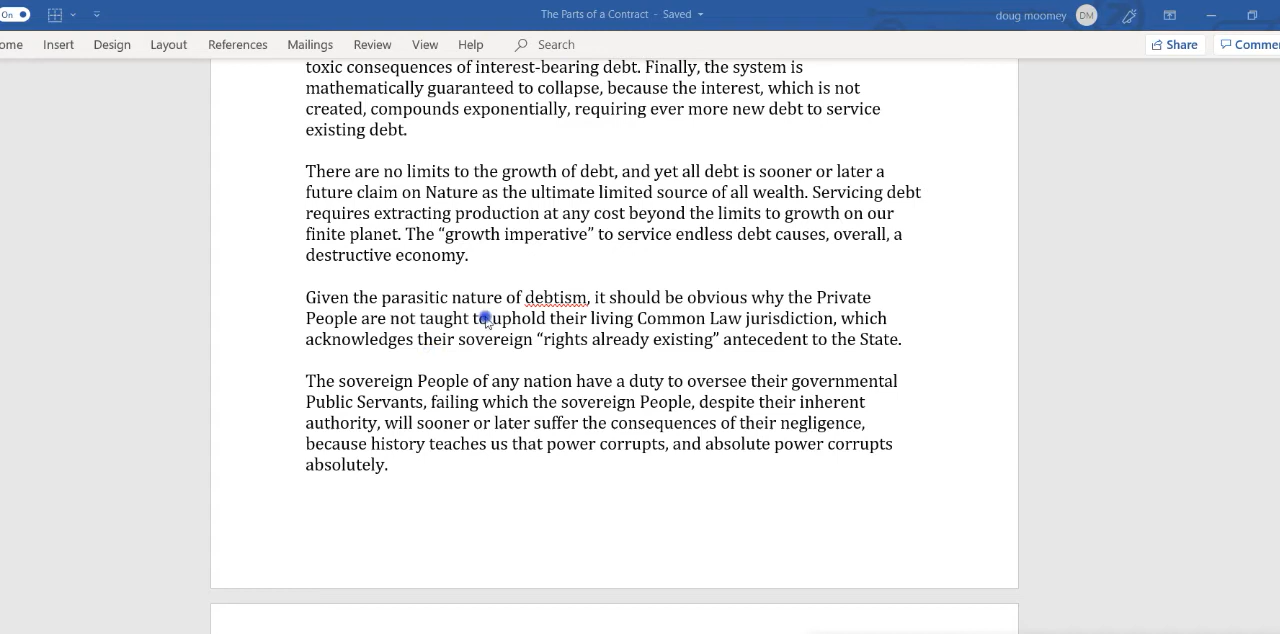 On
The Parts of a Contract - Saved
doug moomey
DM
ome Insert Design Layout References Mailings Review View Help Search
Share
Comme
toxic consequences of interest-bearing debt. Finally, the system is
mathematically guaranteed to collapse, because the interest, which is not
created, compounds exponentially, requiring ever more new debt to service
existing debt.
There are no limits to the growth of debt, and yet all debt is sooner or later a
future claim on Nature as the ultimate limited source of all wealth. Servicing debt
requires extracting production at any cost beyond the limits to growth on our
finite planet. The “growth imperative” to service endless debt causes, overall, a
destructive economy.
Given the parasitic nature of debtism, it should be obvious why the Private
People are not taught to uphold their living Common Law jurisdiction, which
acknowledges their sovereign “rights already existing” antecedent to the State.
The sovereign People of any nation have a duty to oversee their governmental
Public Servants, failing which the sovereign People, despite their inherent
authority, will sooner or later suffer the consequences of their negligence,
because history teaches us that power corrupts, and absolute power corrupts
absolutely.